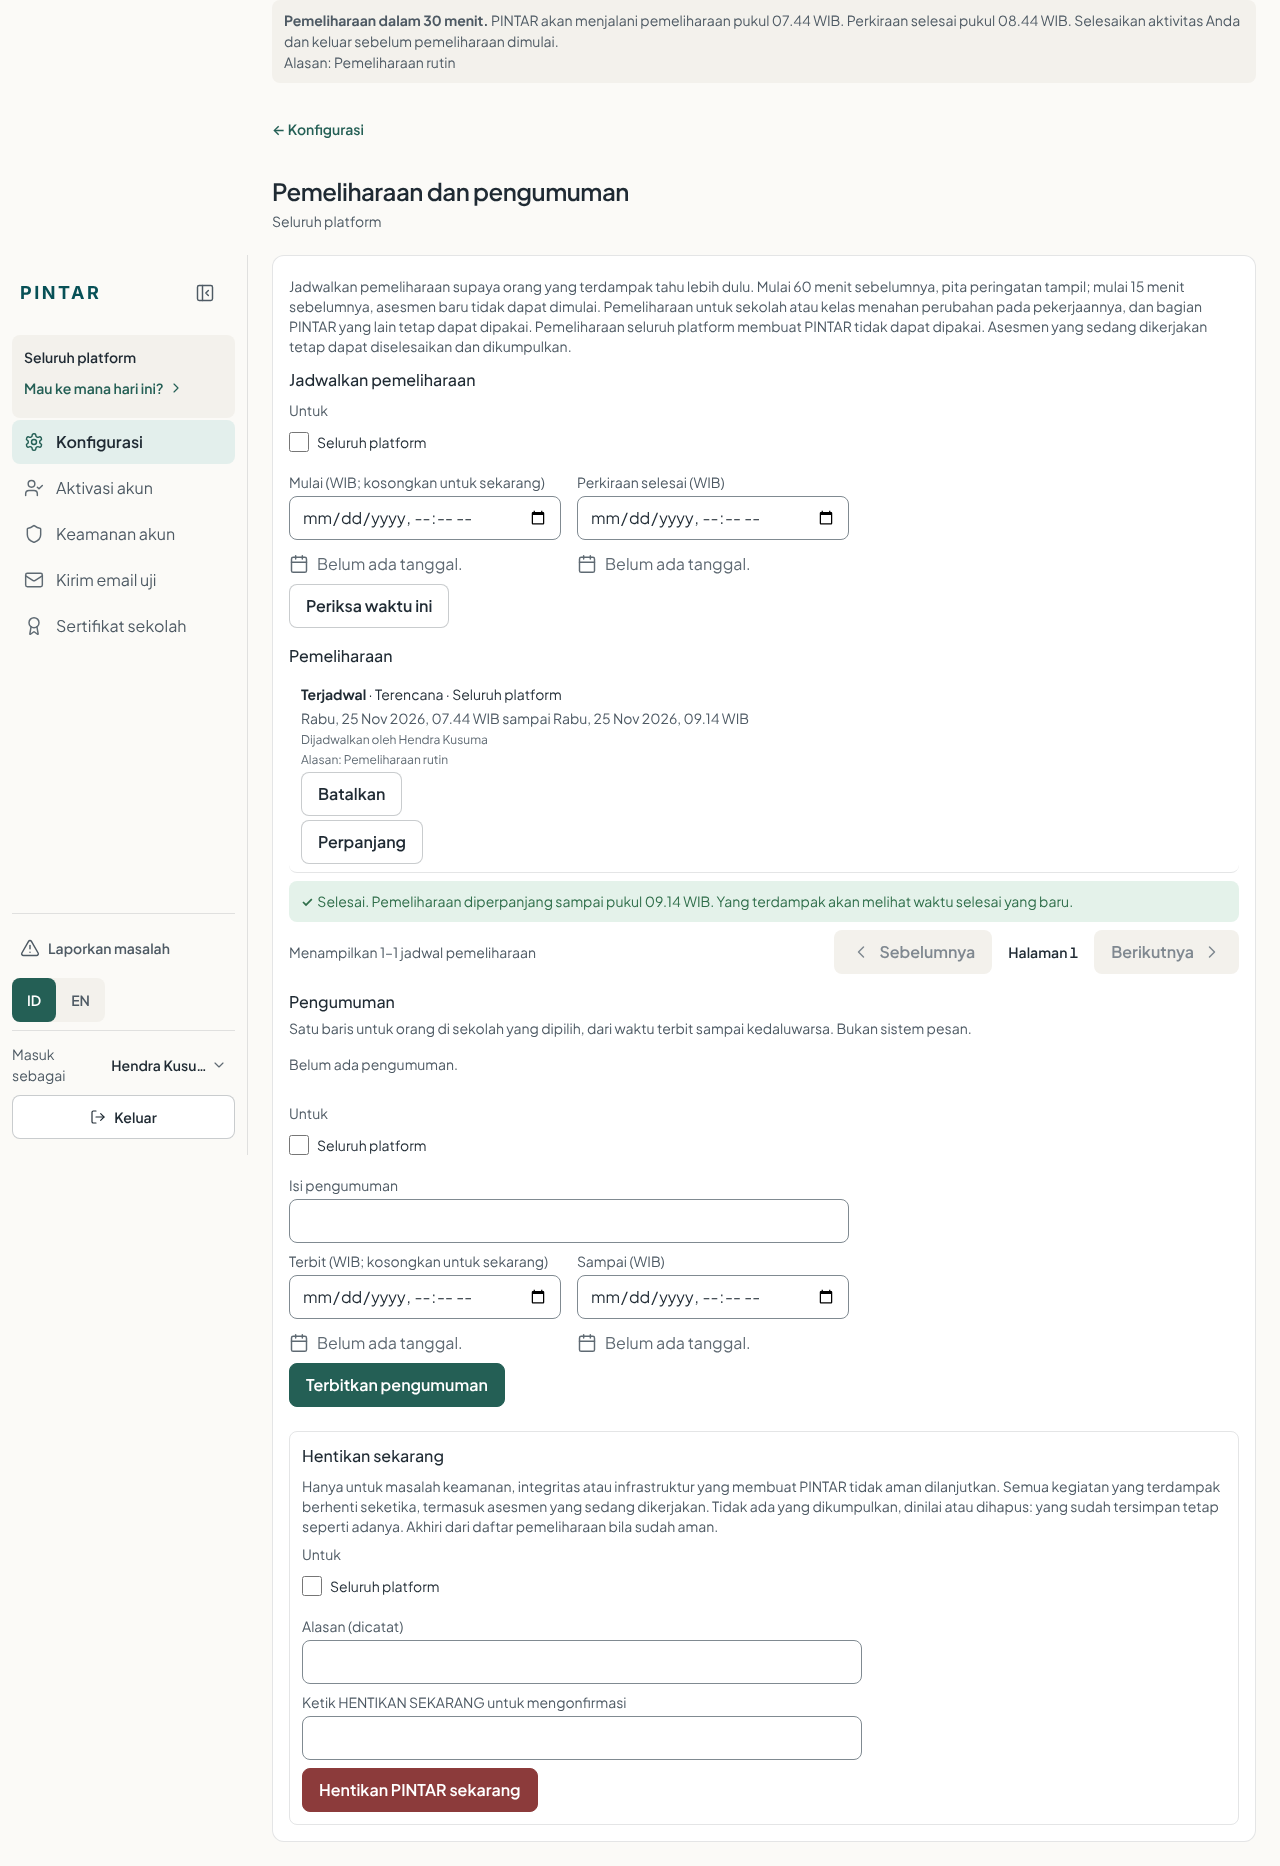 Pemeliharaan dalam 30 menit. PINTAR akan menjalani pemeliharaan pukul 07.44 WIB. Perkiraan selesai pukul 08.44 WIB. Selesaikan aktivitas Anda
dan keluar sebelum pemeliharaan dimulai.
Alasan: Pemeliharaan rutin
← Konfigurasi
Pemeliharaan dan pengumuman
Seluruh platform
PINTAR
Seluruh platform
Mau ke mana hari ini?
Konfigurasi
Aktivasi akun
Keamanan akun
Kirim email uji
Sertifikat sekolah
Laporkan masalah
ID EN
Masuk
sebagai
Hendra Kusu...
Keluar
Jadwalkan pemeliharaan supaya orang yang terdampak tahu lebih dulu. Mulai 60 menit sebelumnya, pita peringatan tampil; mulai 15 menit
sebelumnya, asesmen baru tidak dapat dimulai. Pemeliharaan untuk sekolah atau kelas menahan perubahan pada pekerjaannya, dan bagian
PINTAR yang lain tetap dapat dipakai. Pemeliharaan seluruh platform membuat PINTAR tidak dapat dipakai. Asesmen yang sedang dikerjakan
tetap dapat diselesaikan dan dikumpulkan.
Jadwalkan pemeliharaan
Untuk
Seluruh platform
Mulai (WIB; kosongkan untuk sekarang) Perkiraan selesai (WIB)
mm/dd/yyyy, --:-- -- mm/dd/yyyy, --:-- --
Belum ada tanggal. Belum ada tanggal.
Periksa waktu ini
Pemeliharaan
Terjadwal · Terencana · Seluruh platform
Rabu, 25 Nov 2026, 07.44 WIB sampai Rabu, 25 Nov 2026, 09.14 WIB
Dijadwalkan oleh Hendra Kusuma
Alasan: Pemeliharaan rutin
Batalkan
Perpanjang
✓ Selesai. Pemeliharaan diperpanjang sampai pukul 09.14 WIB. Yang terdampak akan melihat waktu selesai yang baru.
Menampilkan 1–1 jadwal pemeliharaan Sebelumnya Halaman 1 Berikutnya
Pengumuman
Satu baris untuk orang di sekolah yang dipilih, dari waktu terbit sampai kedaluwarsa. Bukan sistem pesan.
Belum ada pengumuman.
Untuk
Seluruh platform
Isi pengumuman
Terbit (WIB; kosongkan untuk sekarang) Sampai (WIB)
mm/dd/yyyy, --:-- -- mm/dd/yyyy, --:-- --
Belum ada tanggal. Belum ada tanggal.
Terbitkan pengumuman
Hentikan sekarang
Hanya untuk masalah keamanan, integritas atau infrastruktur yang membuat PINTAR tidak aman dilanjutkan. Semua kegiatan yang terdampak
berhenti seketika, termasuk asesmen yang sedang dikerjakan. Tidak ada yang dikumpulkan, dinilai atau dihapus: yang sudah tersimpan tetap
seperti adanya. Akhiri dari daftar pemeliharaan bila sudah aman.
Untuk
Seluruh platform
Alasan (dicatat)
Ketik HENTIKAN SEKARANG untuk mengonfirmasi
Hentikan PINTAR sekarang